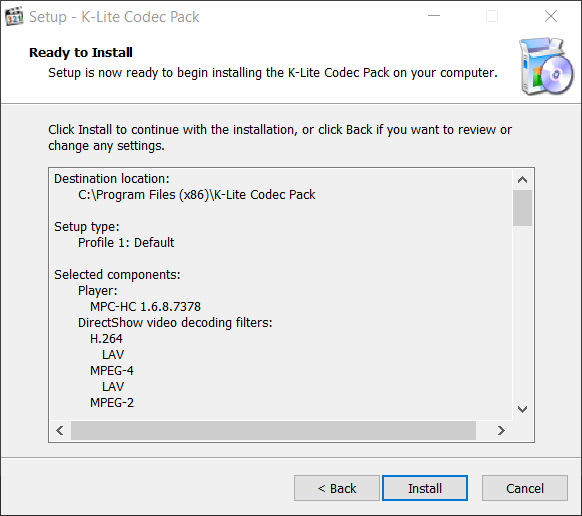 Setup - K-Lite Codec Pack
Ready to Install
Setup is now ready to begin installing the K-Lite Codec Pack on your computer.
Click Install to continue with the installation, or click Back if you want to review or
change any settings.
Destination location:
C:\Program Files (x86)\K-Lite Codec Pack
Setup type:
Profile 1: Default
Selected components:
Player:
MPC-HC 1.6.8.7378
DirectShow video decoding filters:
H.264
LAV
MPEG-4
LAV
MPEG-2
< Back
Install
Cancel